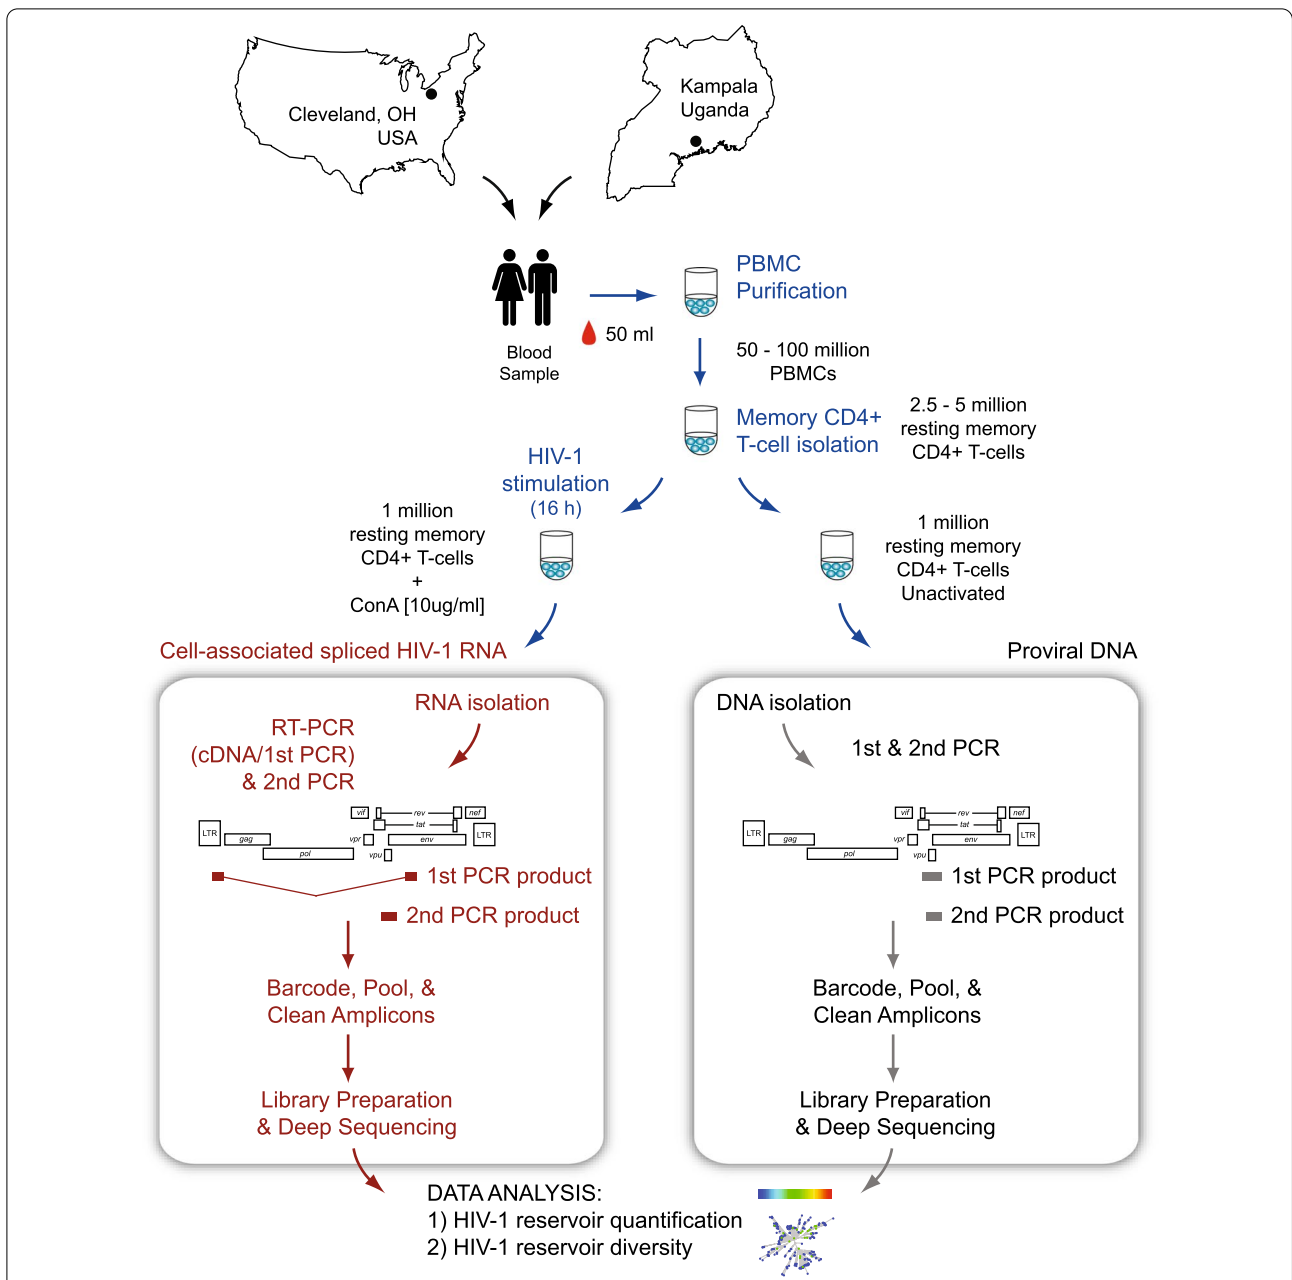 Cleveland, OH
USA
Kampala
Uganda
Blood
Sample
50 ml
PBMC
Purification
50 - 100 million
PBMCs
Memory CD4+
T-cell isolation
2.5 - 5 million
resting memory
CD4+ T-cells
HIV-1
stimulation
(16 h)
1 million
resting memory
CD4+ T-cells
+
ConA [10ug/ml]
1 million
resting memory
CD4+ T-cells
Unactivated
Cell-associated spliced HIV-1 RNA
RNA isolation
RT-PCR
(cDNA/1st PCR)
& 2nd PCR
vif
rev
nef
tat
LTR
gag
vpr
env
LTR
pol
vpu
1st PCR product
2nd PCR product
Barcode, Pool, &
Clean Amplicons
Library Preparation
& Deep Sequencing
Proviral DNA
DNA isolation
1st & 2nd PCR
vif
rev
nef
tat
LTR
gag
vpr
env
LTR
pol
vpu
1st PCR product
2nd PCR product
Barcode, Pool, &
Clean Amplicons
Library Preparation
& Deep Sequencing
DATA ANALYSIS:
1) HIV-1 reservoir quantification
2) HIV-1 reservoir diversity